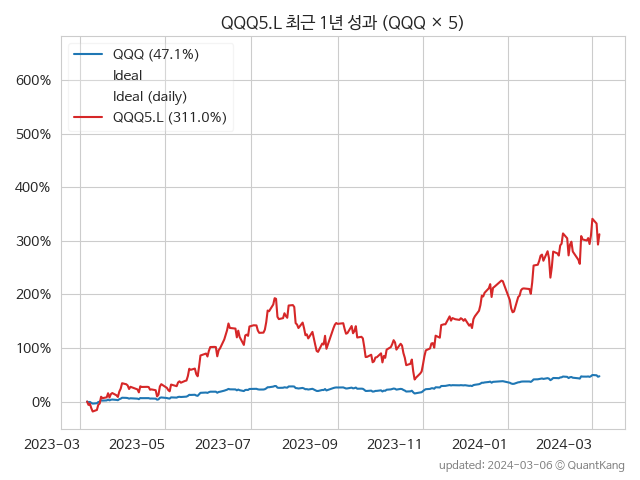 QQQ5.L 최근 1년 성과 (QQQ × 5)
QQQ (47.1%)
Ideal
Ideal (daily)
QQQ5.L (311.0%)
600%
500%
400%
300%
200%
100%
0%
2023-03 2023-05 2023-07 2023-09 2023-11 2024-01 2024-03
updated: 2024-03-06 © QuantKang